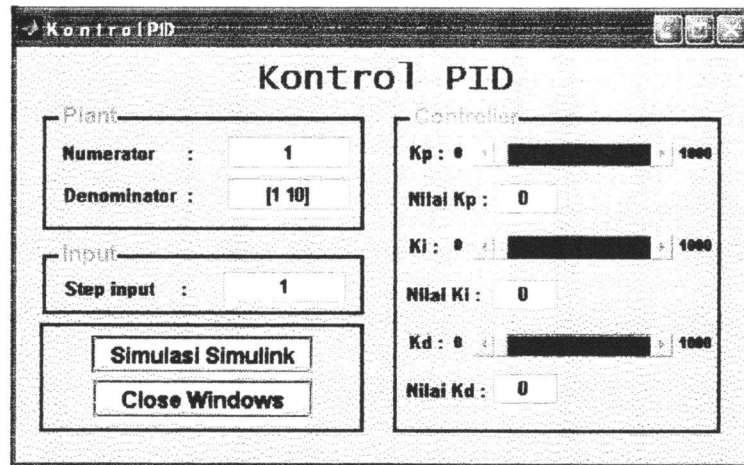 KontrolPID
Kontrol PID
Plant
Numerator : 1
Denominator : [1 10]
Input
Step input : 1
Simulasi Simulink
Close Windows
Controller
Kp : 0 1000
Nilai Kp : 0
Ki : 0 1000
Nilai Ki : 0
Kd : 0 1000
Nilai Kd : 0